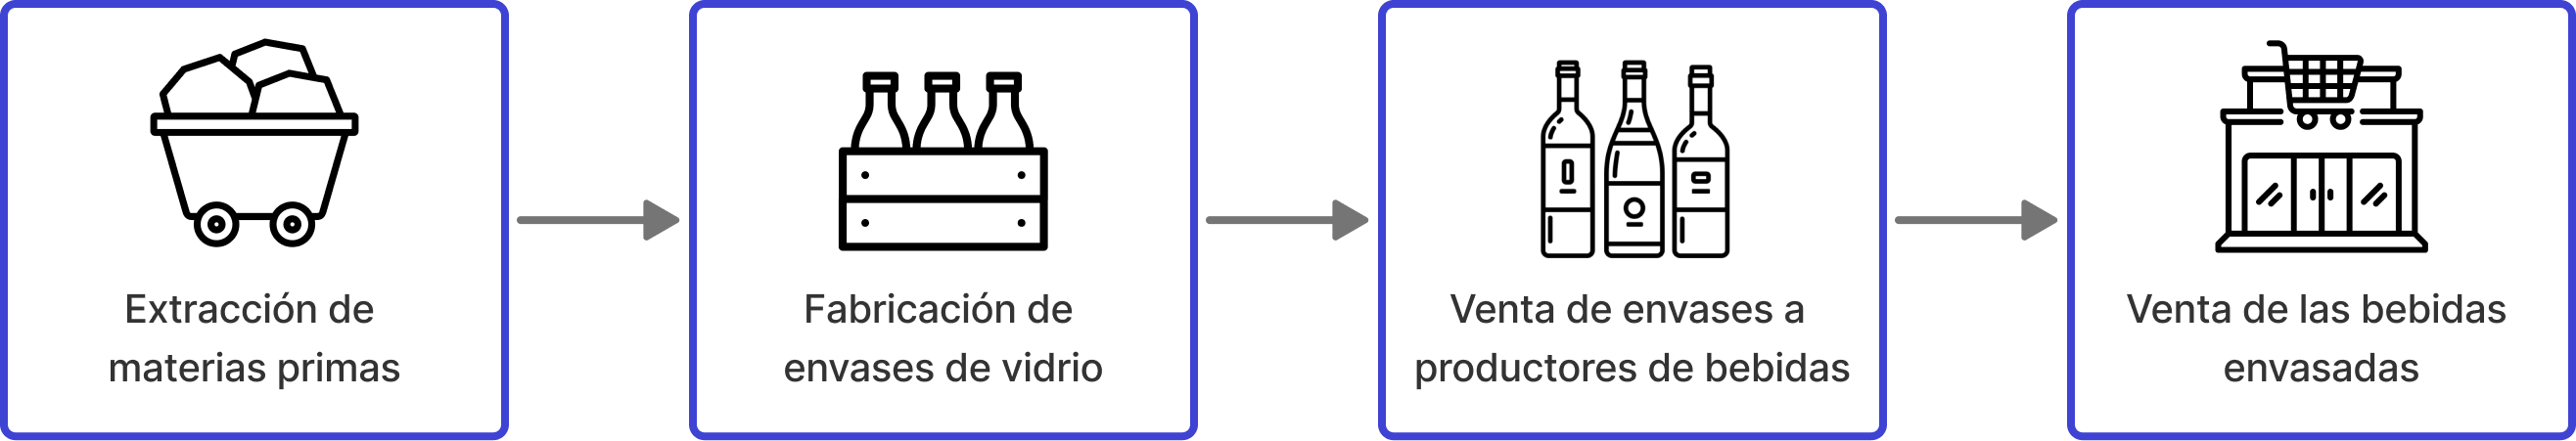 Extracción de
materias primas
Fabricación de
envases de vidrio
Venta de envases a
productores de bebidas
Venta de las bebidas
envasadas